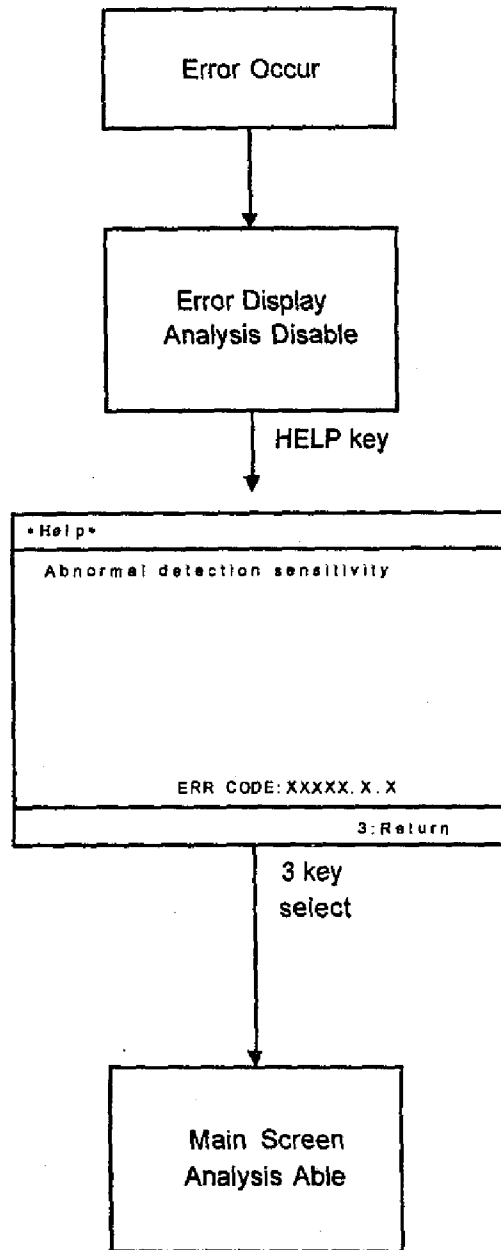 Error Occur
Error Display
Analysis Disable
HELP key
*Help*
Abnormal detection sensitivity
ERR CODE: XXXXX. X. X
3:Return
3 key
select
Main Screen
Analysis Able